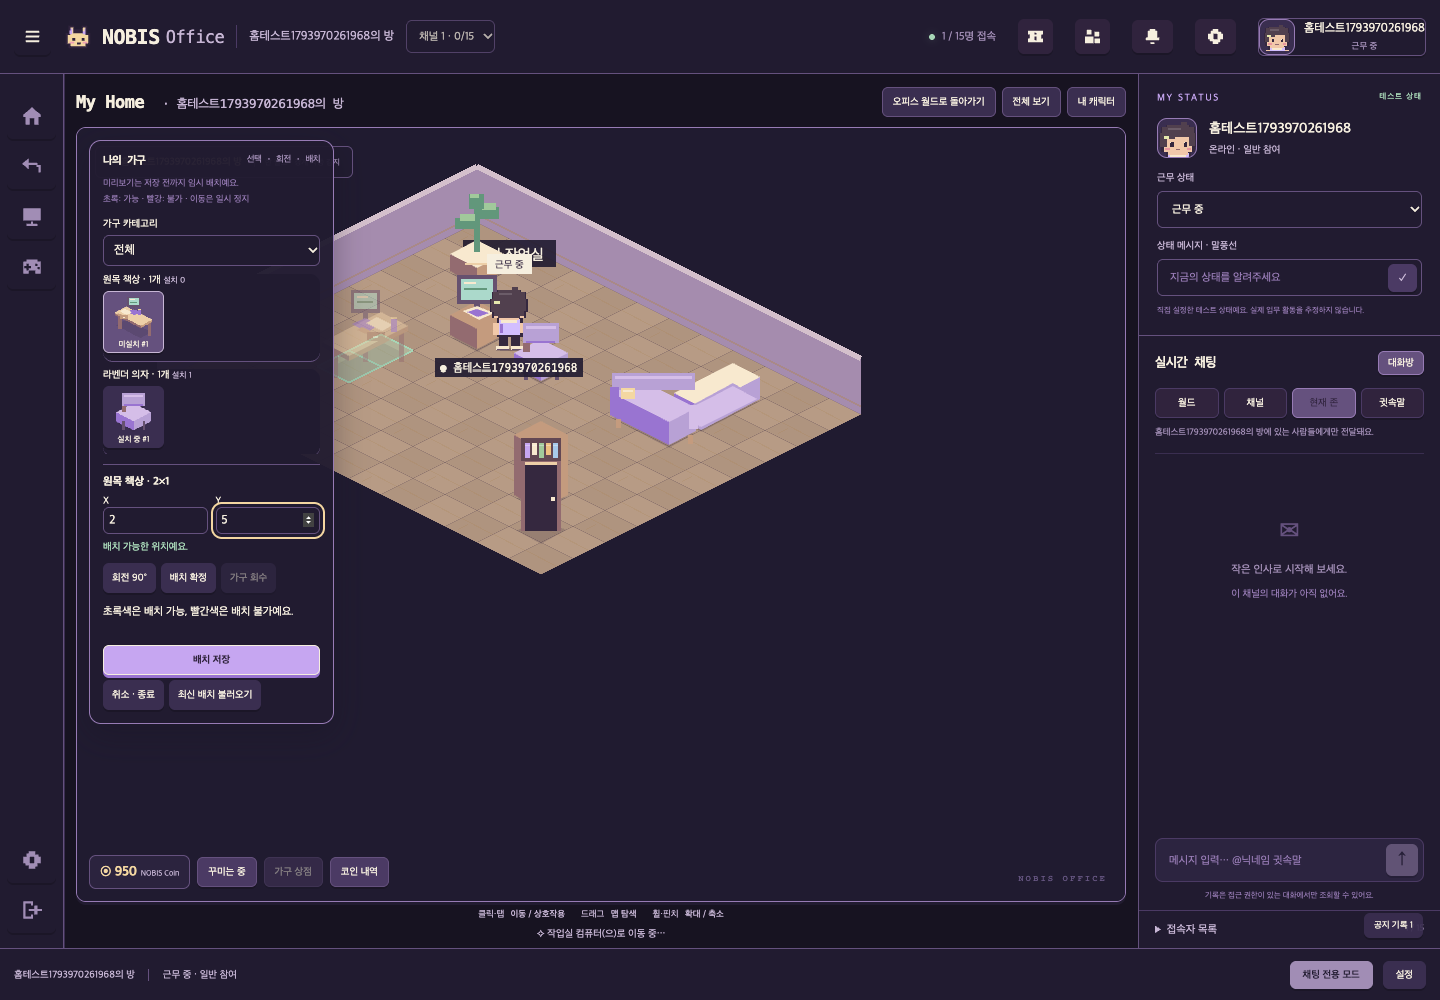 NOBIS Office
홈테스트1793970261968의 방
채널 1 · 0/15
1 / 15명 접속
홈테스트1793970261968
근무 중
My Home · 홈테스트1793970261968의 방
오피스 월드로 돌아가기
전체 보기
내 캐릭터
나의 가구
선택 · 회전 · 배치
미리보기는 저장 전까지 임시 배치예요.
초록: 가능 · 빨강: 불가 · 이동은 일시 정지
가구 카테고리
전체
원목 책상 · 1개 설치 0
미설치 #1
라벤더 의자 · 1개 설치 1
설치 중 #1
원목 책상 · 2×1
X
Y
2
5
배치 가능한 위치예요.
회전 90°
배치 확정
가구 회수
초록색은 배치 가능, 빨간색은 배치 불가예요.
배치 저장
취소 · 종료
최신 배치 불러오기
작업실
근무 중
홈테스트1793970261968
950 NOBIS Coin
꾸미는 중
가구 상점
코인 내역
NOBIS OFFICE
클릭·탭 이동 / 상호작용 드래그 맵 탐색 휠·핀치 확대 / 축소
✧ 작업실 컴퓨터(으)로 이동 중…
MY STATUS
테스트 상태
홈테스트1793970261968
온라인 · 일반 참여
근무 상태
근무 중
상태 메시지 · 말풍선
지금의 상태를 알려주세요
✓
직접 설정한 테스트 상태예요. 실제 업무 활동을 추정하지 않습니다.
실시간 채팅
대화방
월드
채널
현재 존
귓속말
홈테스트1793970261968의 방에 있는 사람들에게만 전달돼요.
작은 인사로 시작해 보세요.
이 채널의 대화가 아직 없어요.
메시지 입력… @닉네임 귓속말
↑
기록은 접근 권한이 있는 대화에서만 조회할 수 있어요.
▶ 접속자 목록
공지 기록 1
홈테스트1793970261968의 방
근무 중 · 일반 참여
채팅 전용 모드
설정